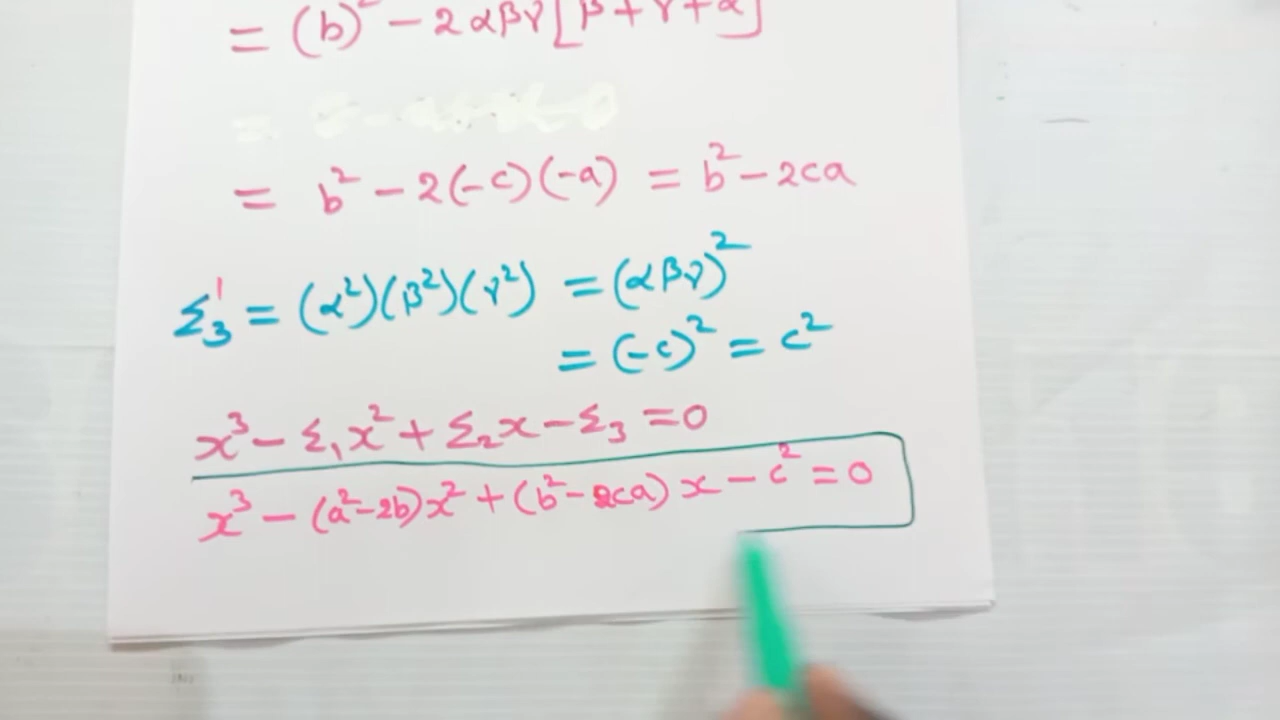 = (b)² - 2αβγ[β+γ+α]
= b² - 2(-c)(-a) = b² - 2ca
Σ₃' = (α²)(β²)(γ²) = (αβγ)²
= (-c)² = c²
x³ - Σ₁x² + Σ₂x - Σ₃ = 0
x³ - (a²-2b)x² + (b²-2ca)x - c² = 0